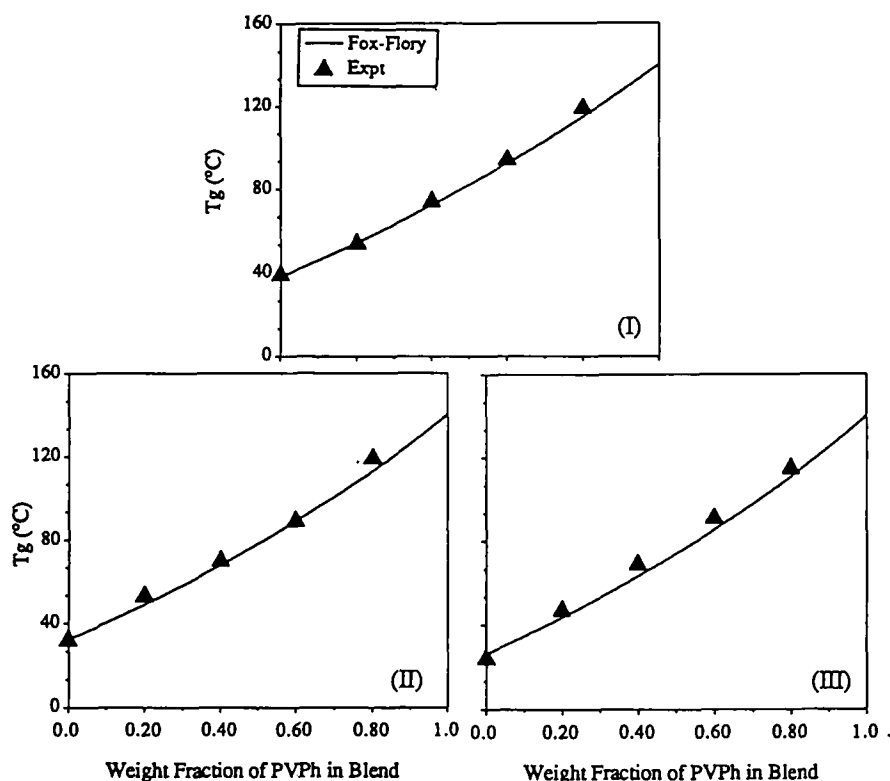 160
Fox-Flory
Expt
120
Tg (°C)
80
40
0
(I)
160
120
Tg (°C)
80
40
0
(II)
(III)
0.0 0.20 0.40 0.60 0.80 1.0
0.0 0.20 0.40 0.60 0.80 1.0
Weight Fraction of PVPh in Blend
Weight Fraction of PVPh in Blend